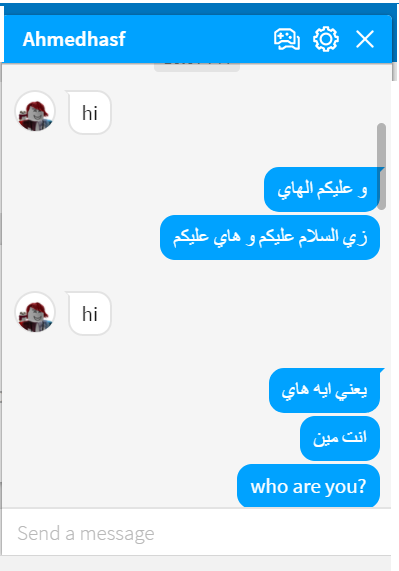 Ahmedhasf
hi
و عليكم الهاي
زي السلام عليكم و هاي عليكم
hi
يعني ايه هاي
انت مين
who are you?
Send a message